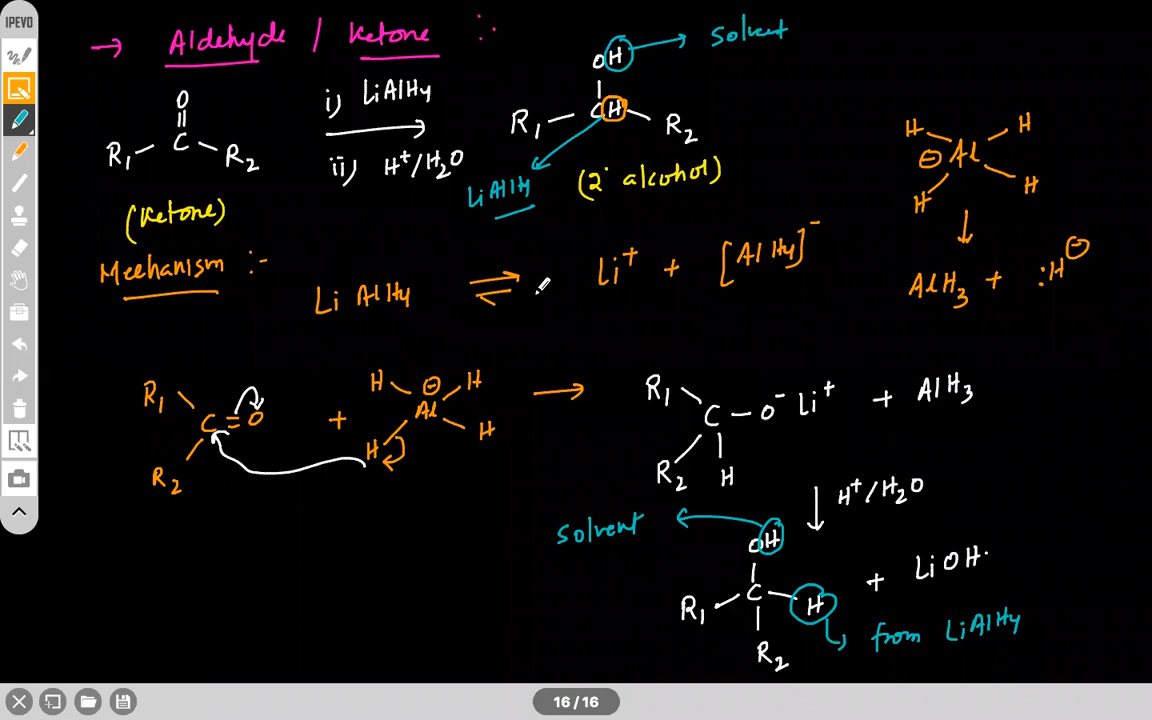 IPEVO
→ Aldehyde / Ketone :-
O
||
R₁ – C – R₂
(Ketone)
i) LiAlH4
ii) H⁺/H₂O
OH → Solvent
R₁ – CH – R₂
LiAlH4
(2° alcohol)
H H
⊖ Al
H H
↓
AlH₃ + :H⊖
Mechanism :-
LiAlH4 ⇌ Li⁺ + [AlH4]⁻
R₁
C = O
R₂
+
H ⊖ H
Al
H H
→
R₁
C – O⁻ Li⁺ + AlH₃
R₂ H
↓ H⁺/H₂O
Solvent ← OH
R₁ – C – H + LiOH.
R₂
from LiAlH4
16/16